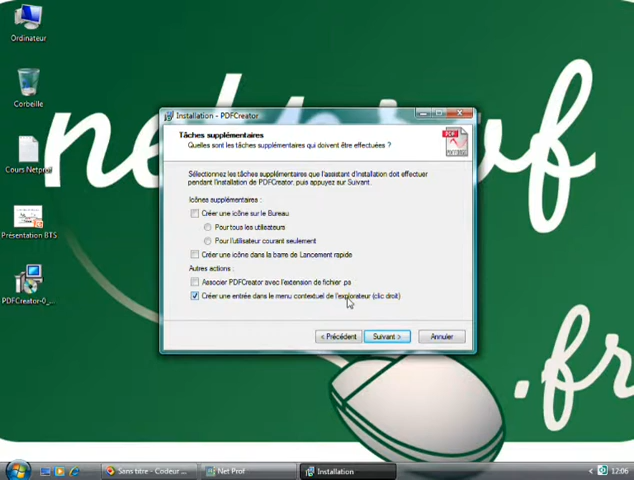 Ordinateur
Corbeille
Cours Netprof
Présentation BTS
PDFCreator-0_...
Installation - PDFCreator
Tâches supplémentaires
Quelles sont les tâches supplémentaires qui doivent être effectuées ?
PDF
Sélectionnez les tâches supplémentaires que l'assistant d'installation doit effectuer
pendant l'installation de PDFCreator, puis appuyez sur Suivant.
Icônes supplémentaires :
Créer une icône sur le Bureau
Pour tous les utilisateurs
Pour l'utilisateur courant seulement
Créer une icône dans la barre de Lancement rapide
Autres actions :
Associer PDFCreator avec l'extension de fichier .ps
Créer une entrée dans le menu contextuel de l'explorateur (clic droit)
< Précédent
Suivant >
Annuler
.fr
Sans titre - Codeur ...
Net Prof
Installation
12:06